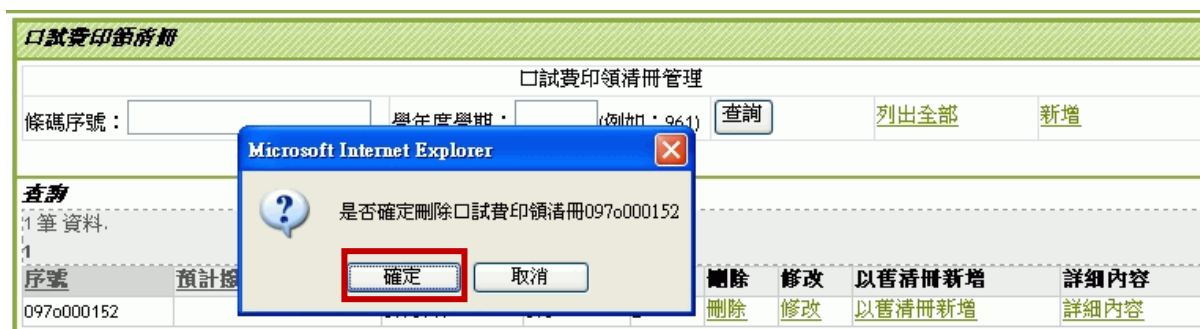 口試費印領清冊
口試費印領清冊管理
條碼序號： 學年度學期： (例如：961) 查詢 列出全部 新增
Microsoft Internet Explorer
是否確定刪除口試費印領清冊097o000152
確定 取消
查詢
1 筆 資料.
1
序號 預計撥 刪除 修改 以舊清冊新增 詳細內容
097o000152 刪除 修改 以舊清冊新增 詳細內容